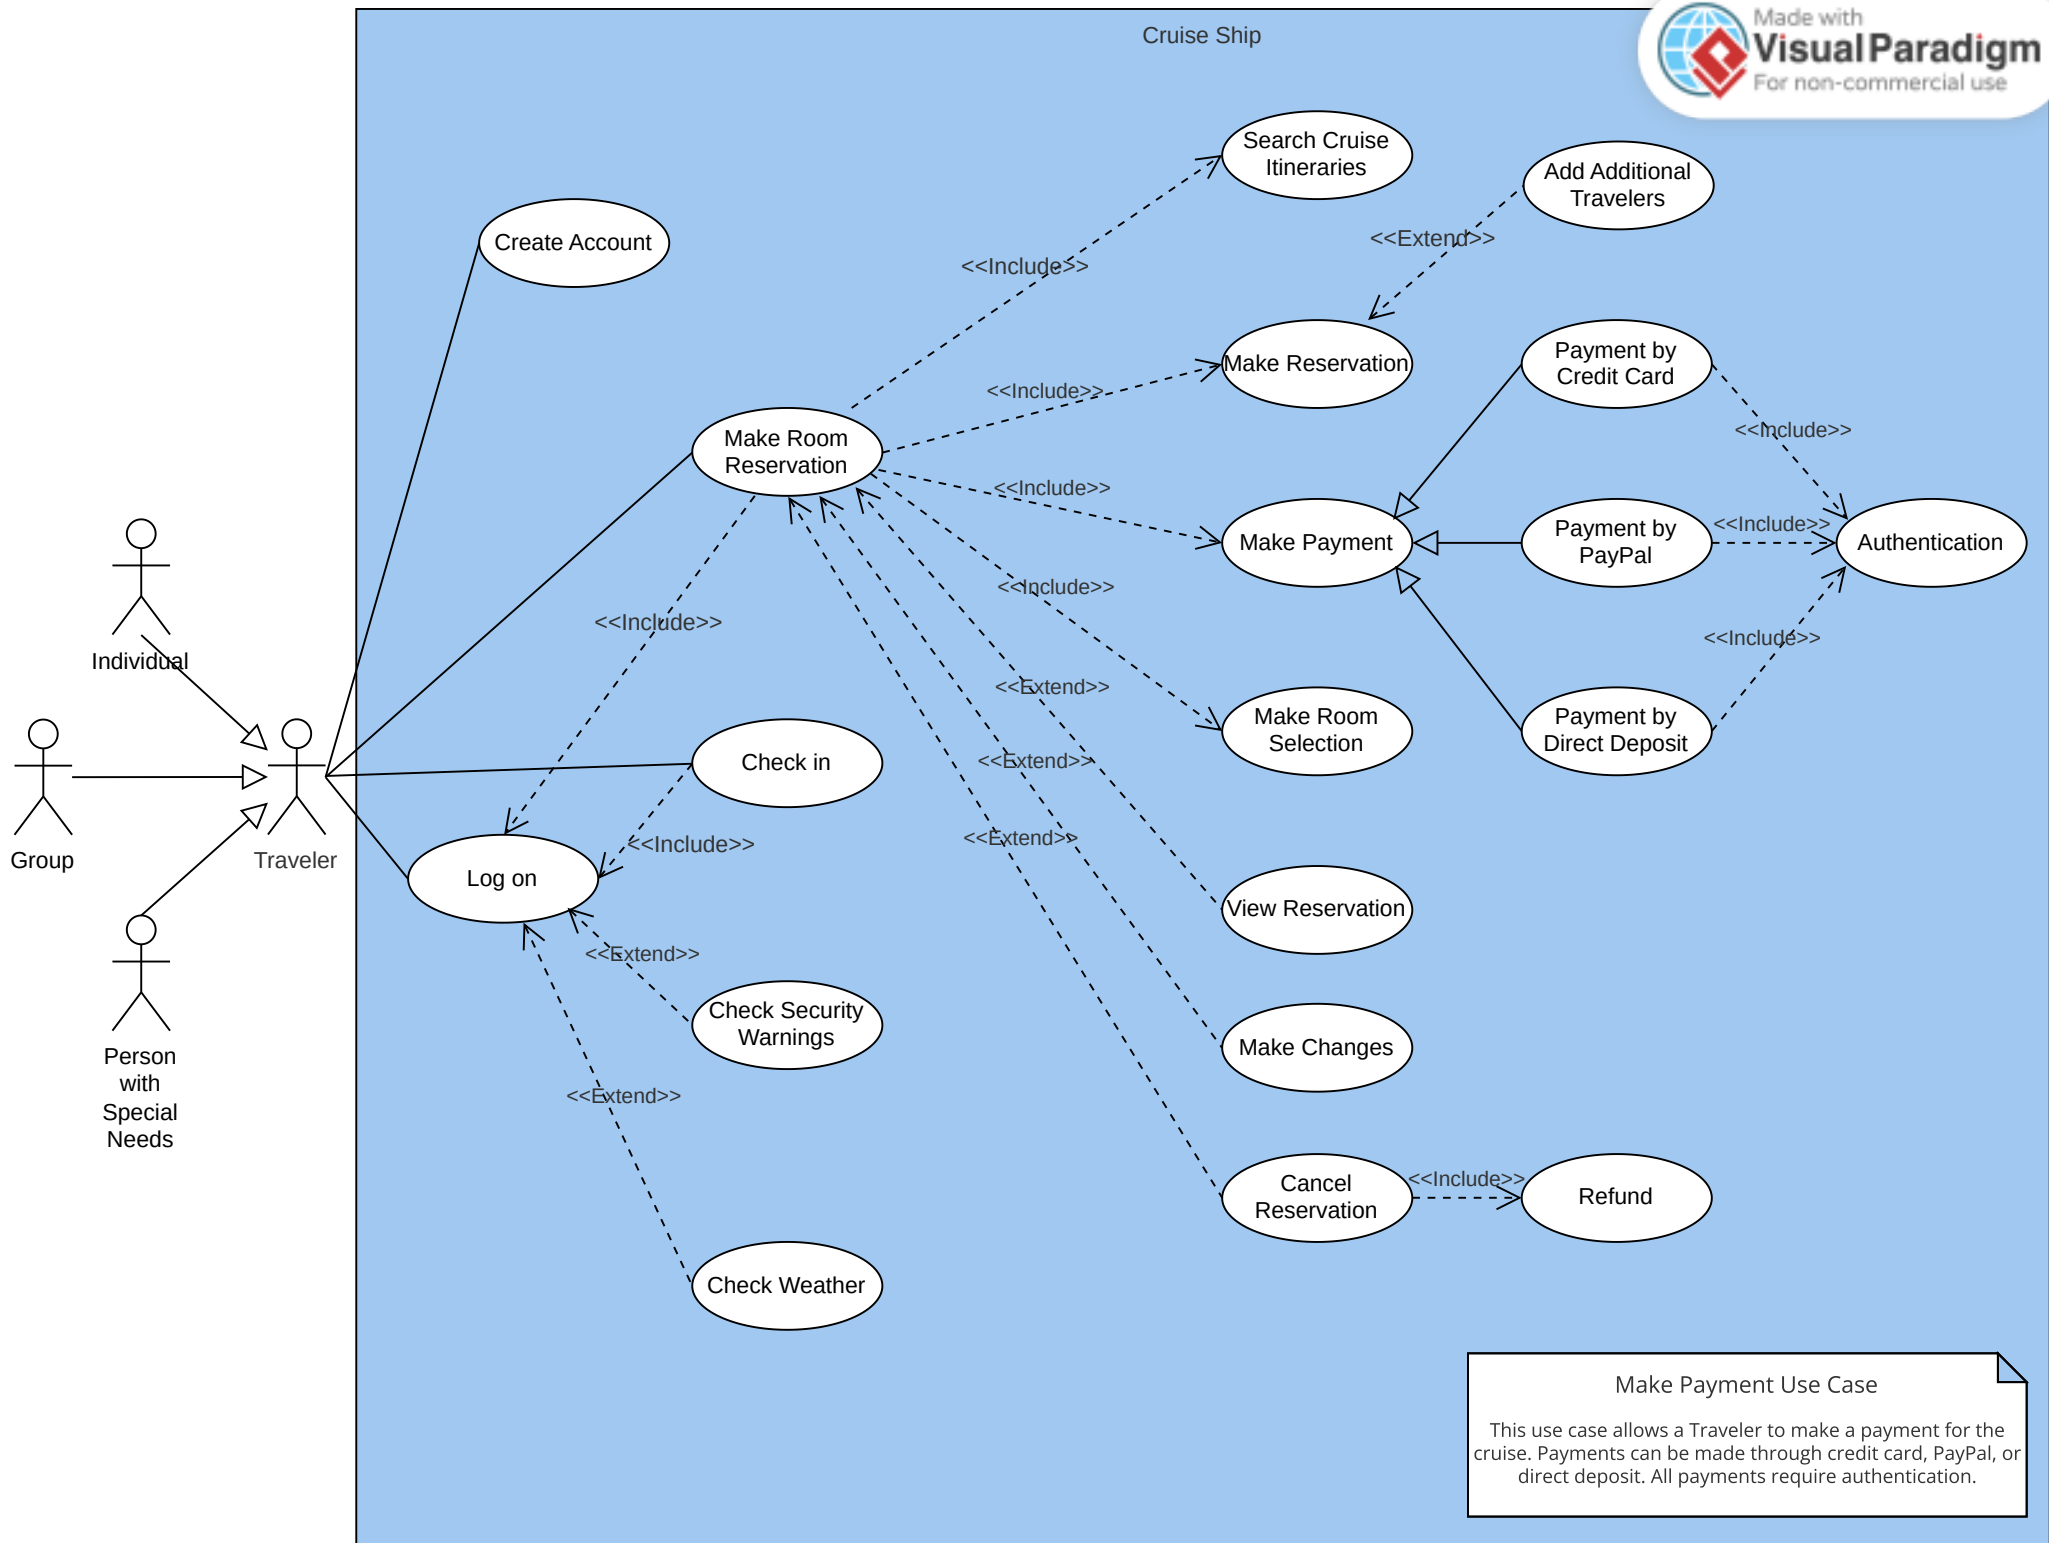 Cruise Ship
Made with
Visual Paradigm
For non-commercial use
Search Cruise
Itineraries
Add Additional
Travelers
Create Account
<<Extend>>
<<Include>>
Make Reservation
Payment by
Credit Card
<<Include>>
<<Include>>
Make Room
Reservation
<<Include>>
Make Payment
Payment by
PayPal
<<Include>>
Authentication
<<Include>>
<<Include>>
<<Include>>
Individual
<<Extend>>
Make Room
Selection
Payment by
Direct Deposit
Check in
<<Extend>>
<<Extend>>
<<Include>>
Group
Traveler
Log on
View Reservation
<<Extend>>
Check Security
Warnings
Make Changes
Person
with
Special
Needs
<<Extend>>
Cancel
Reservation
<<Include>>
Refund
Check Weather
Make Payment Use Case
This use case allows a Traveler to make a payment for the
cruise. Payments can be made through credit card, PayPal, or
direct deposit. All payments require authentication.